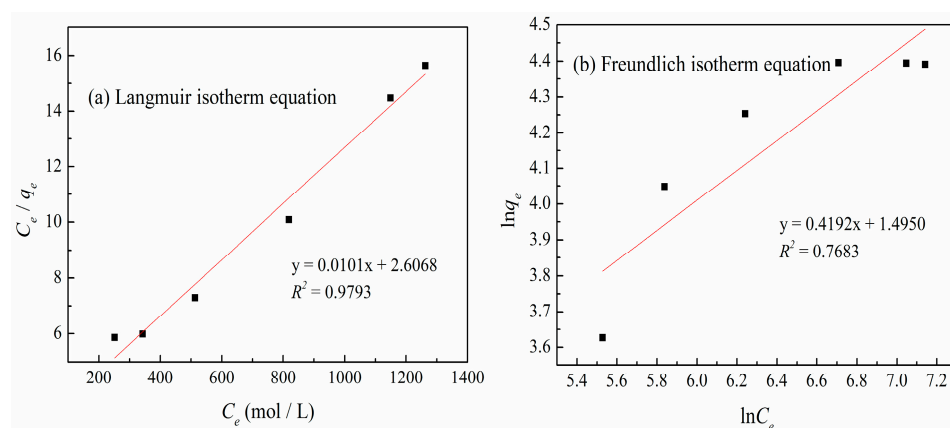 (a) Langmuir isotherm equation
16
14
12
10
8
6
C_e / q_e
y = 0.0101x + 2.6068
R² = 0.9793
200 400 600 800 1000 1200 1400
C_e (mol / L)
(b) Freundlich isotherm equation
4.5
4.4
4.3
4.2
4.1
4.0
3.9
3.8
3.7
3.6
lnq_e
y = 0.4192x + 1.4950
R² = 0.7683
5.4 5.6 5.8 6.0 6.2 6.4 6.6 6.8 7.0 7.2
lnC_e